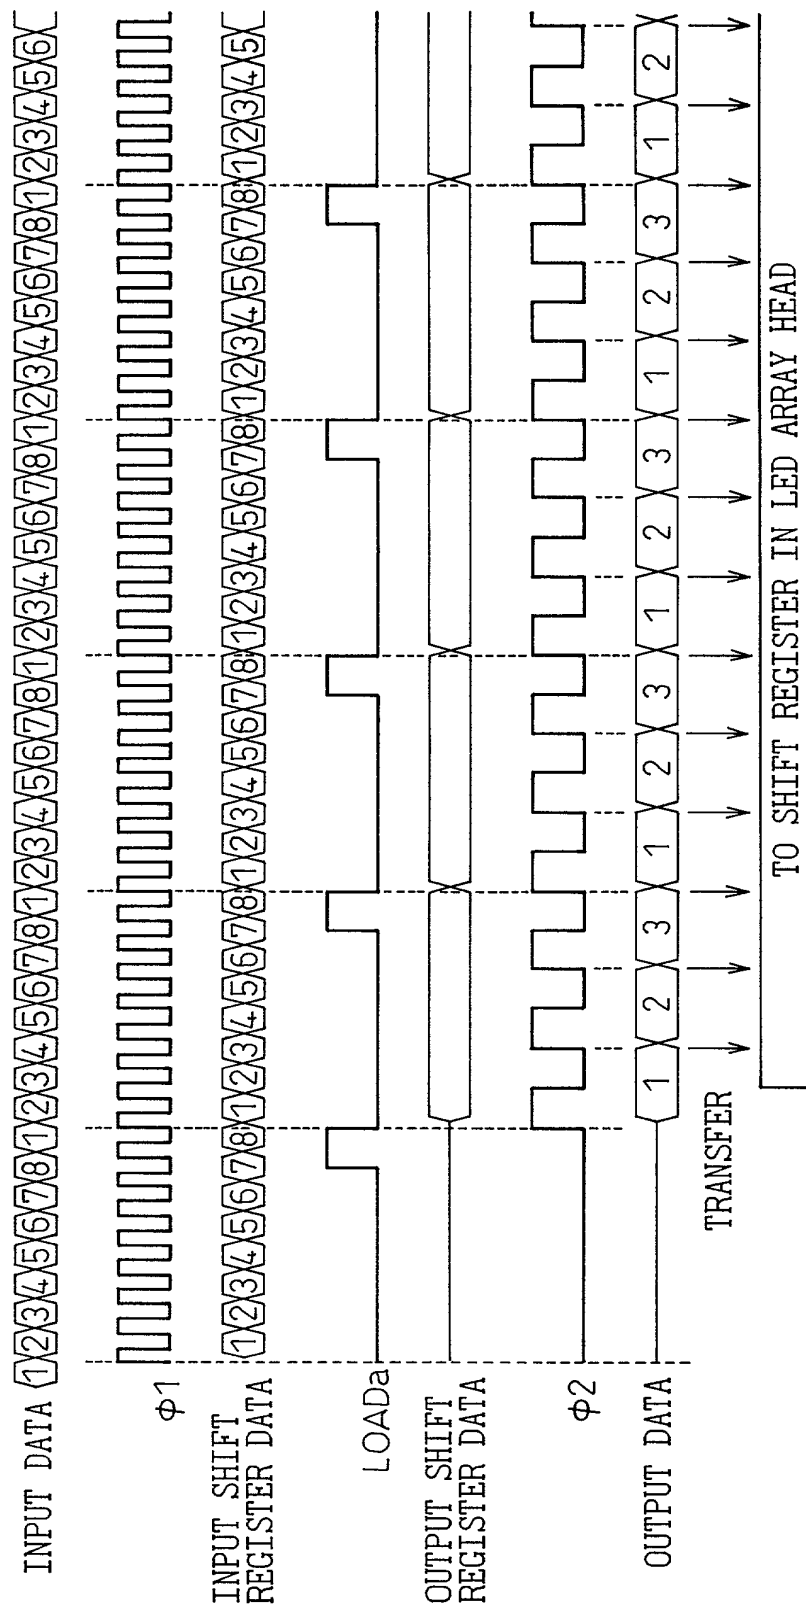 INPUT DATA 1 2 3 4 5 6 7 8 1 2 3 4 5 6 7 8 1 2 3 4 5 6 7 8 1 2 3 4 5 6 7 8 1 2 3 4 5 6 7 8 1 2 3 4 5 6
φ1
INPUT SHIFT
REGISTER DATA 1 2 3 4 5 6 7 8 1 2 3 4 5 6 7 8 1 2 3 4 5 6 7 8 1 2 3 4 5 6 7 8 1 2 3 4 5 6 7 8 1 2 3 4 5
LOADa
OUTPUT SHIFT
REGISTER DATA
φ2
OUTPUT DATA 1 2 3 1 2 3 1 2 3 1 2 3 1 2
TRANSFER
TO SHIFT REGISTER IN LED ARRAY HEAD